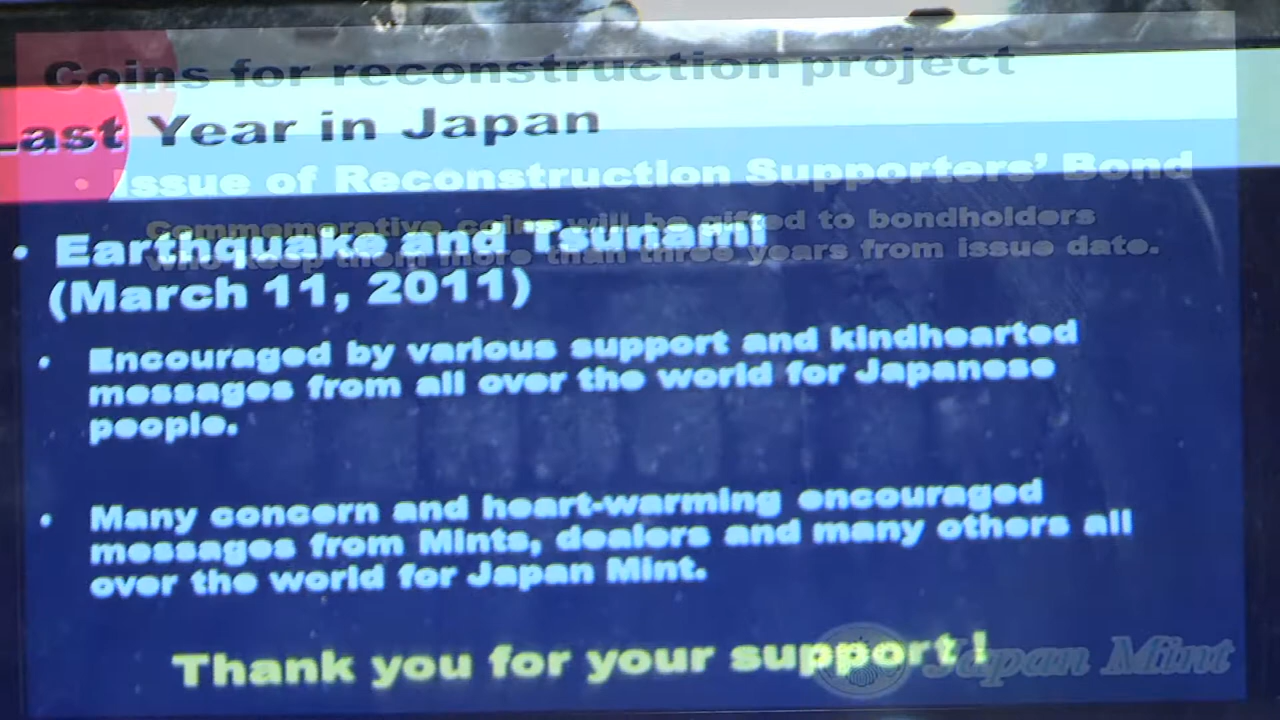 Coins for reconstruction project
Last Year in Japan
• Issue of Reconstruction Supporters’ Bond
Commemorative coins will be gifted to bondholders
who keep them more than three years from issue date.
• Earthquake and Tsunami
(March 11, 2011)
• Encouraged by various support and kindhearted
messages from all over the world for Japanese
people.
• Many concern and heart-warming encouraged
messages from Mints, dealers and many others all
over the world for Japan Mint.
Thank you for your support !
Japan Mint